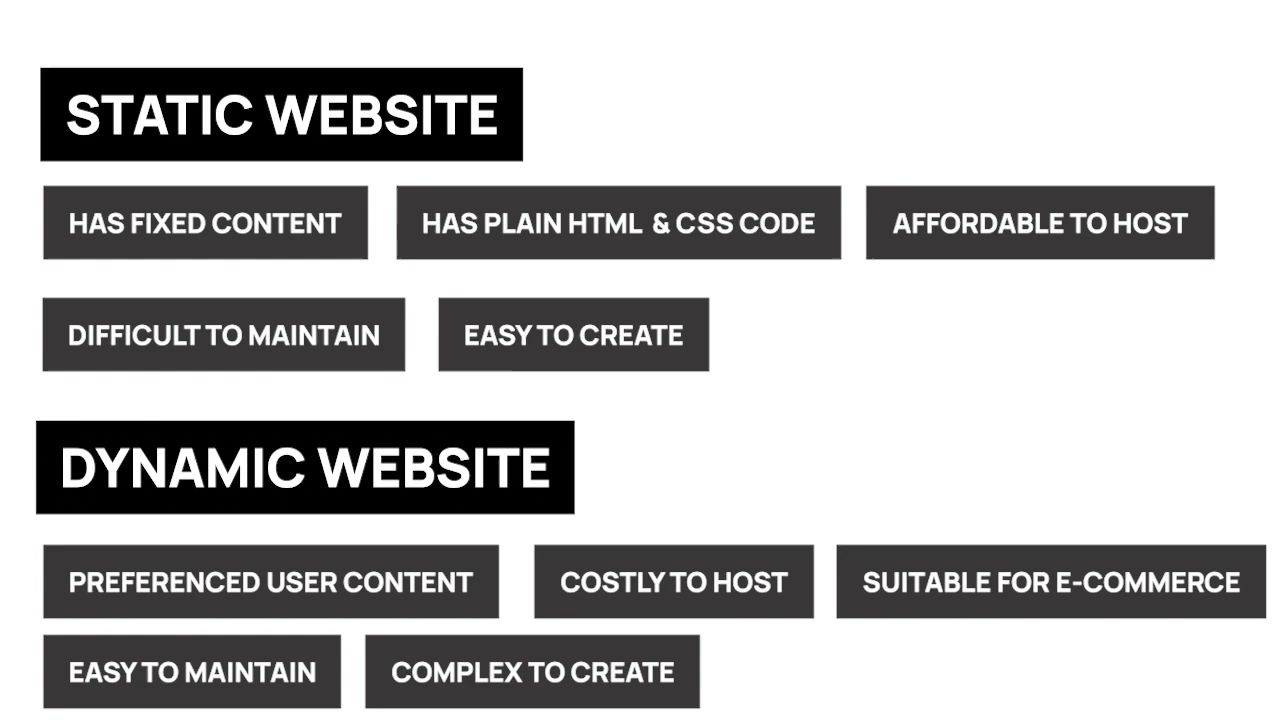 STATIC WEBSITE
HAS FIXED CONTENT HAS PLAIN HTML & CSS CODE AFFORDABLE TO HOST
DIFFICULT TO MAINTAIN EASY TO CREATE
DYNAMIC WEBSITE
PREFERENCED USER CONTENT COSTLY TO HOST SUITABLE FOR E-COMMERCE
EASY TO MAINTAIN COMPLEX TO CREATE